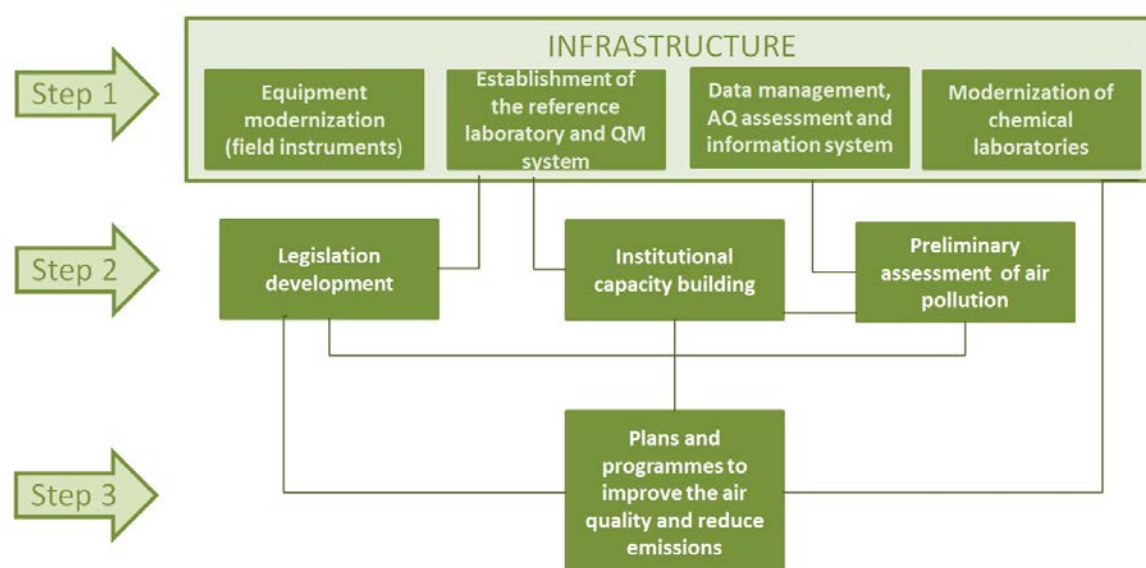 INFRASTRUCTURE
Step 1
Equipment
modernization
(field instruments)
Establishment of
the reference
laboratory and QM
system
Data management,
AQ assessment and
information system
Modernization of
chemical
laboratories
Step 2
Legislation
development
Institutional
capacity building
Preliminary
assessment of air
pollution
Step 3
Plans and
programmes to
improve the air
quality and reduce
emissions